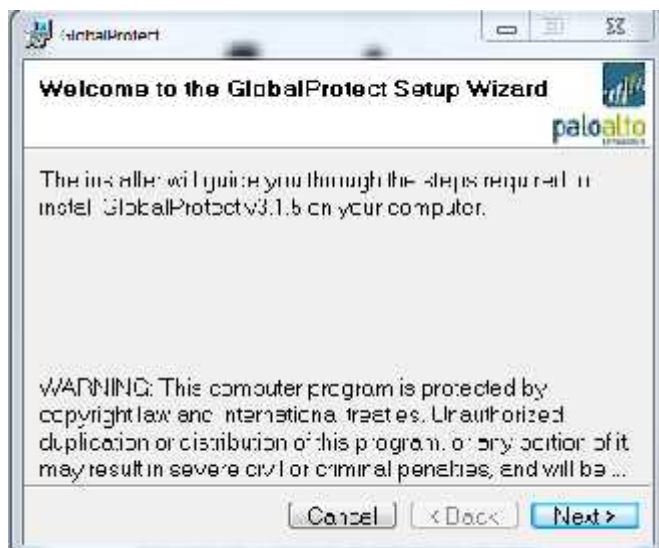 GlobalProtect
Welcome to the GlobalProtect Setup Wizard
paloalto
The installer will guide you through the steps required to
install GlobalProtect v3.1.5 on your computer.
WARNING: This computer program is protected by
copyright law and international treaties. Unauthorized
duplication or distribution of this program, or any portion of it
may result in severe civil or criminal penalties, and will be ...
Cancel < Back Next >